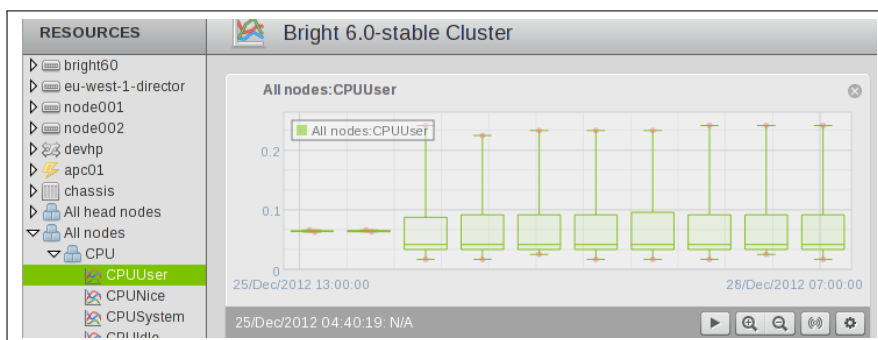 RESOURCES
Bright 6.0-stable Cluster
bright60
eu-west-1-director
node001
node002
devhp
apc01
chassis
All head nodes
All nodes
CPU
CPUUser
CPUNice
CPUSystem
CPUIdle
All nodes:CPUUser
All nodes:CPUUser
0.2
0.1
0
25/Dec/2012 13:00:00
28/Dec/2012 07:00:00
25/Dec/2012 04:40:19: N/A